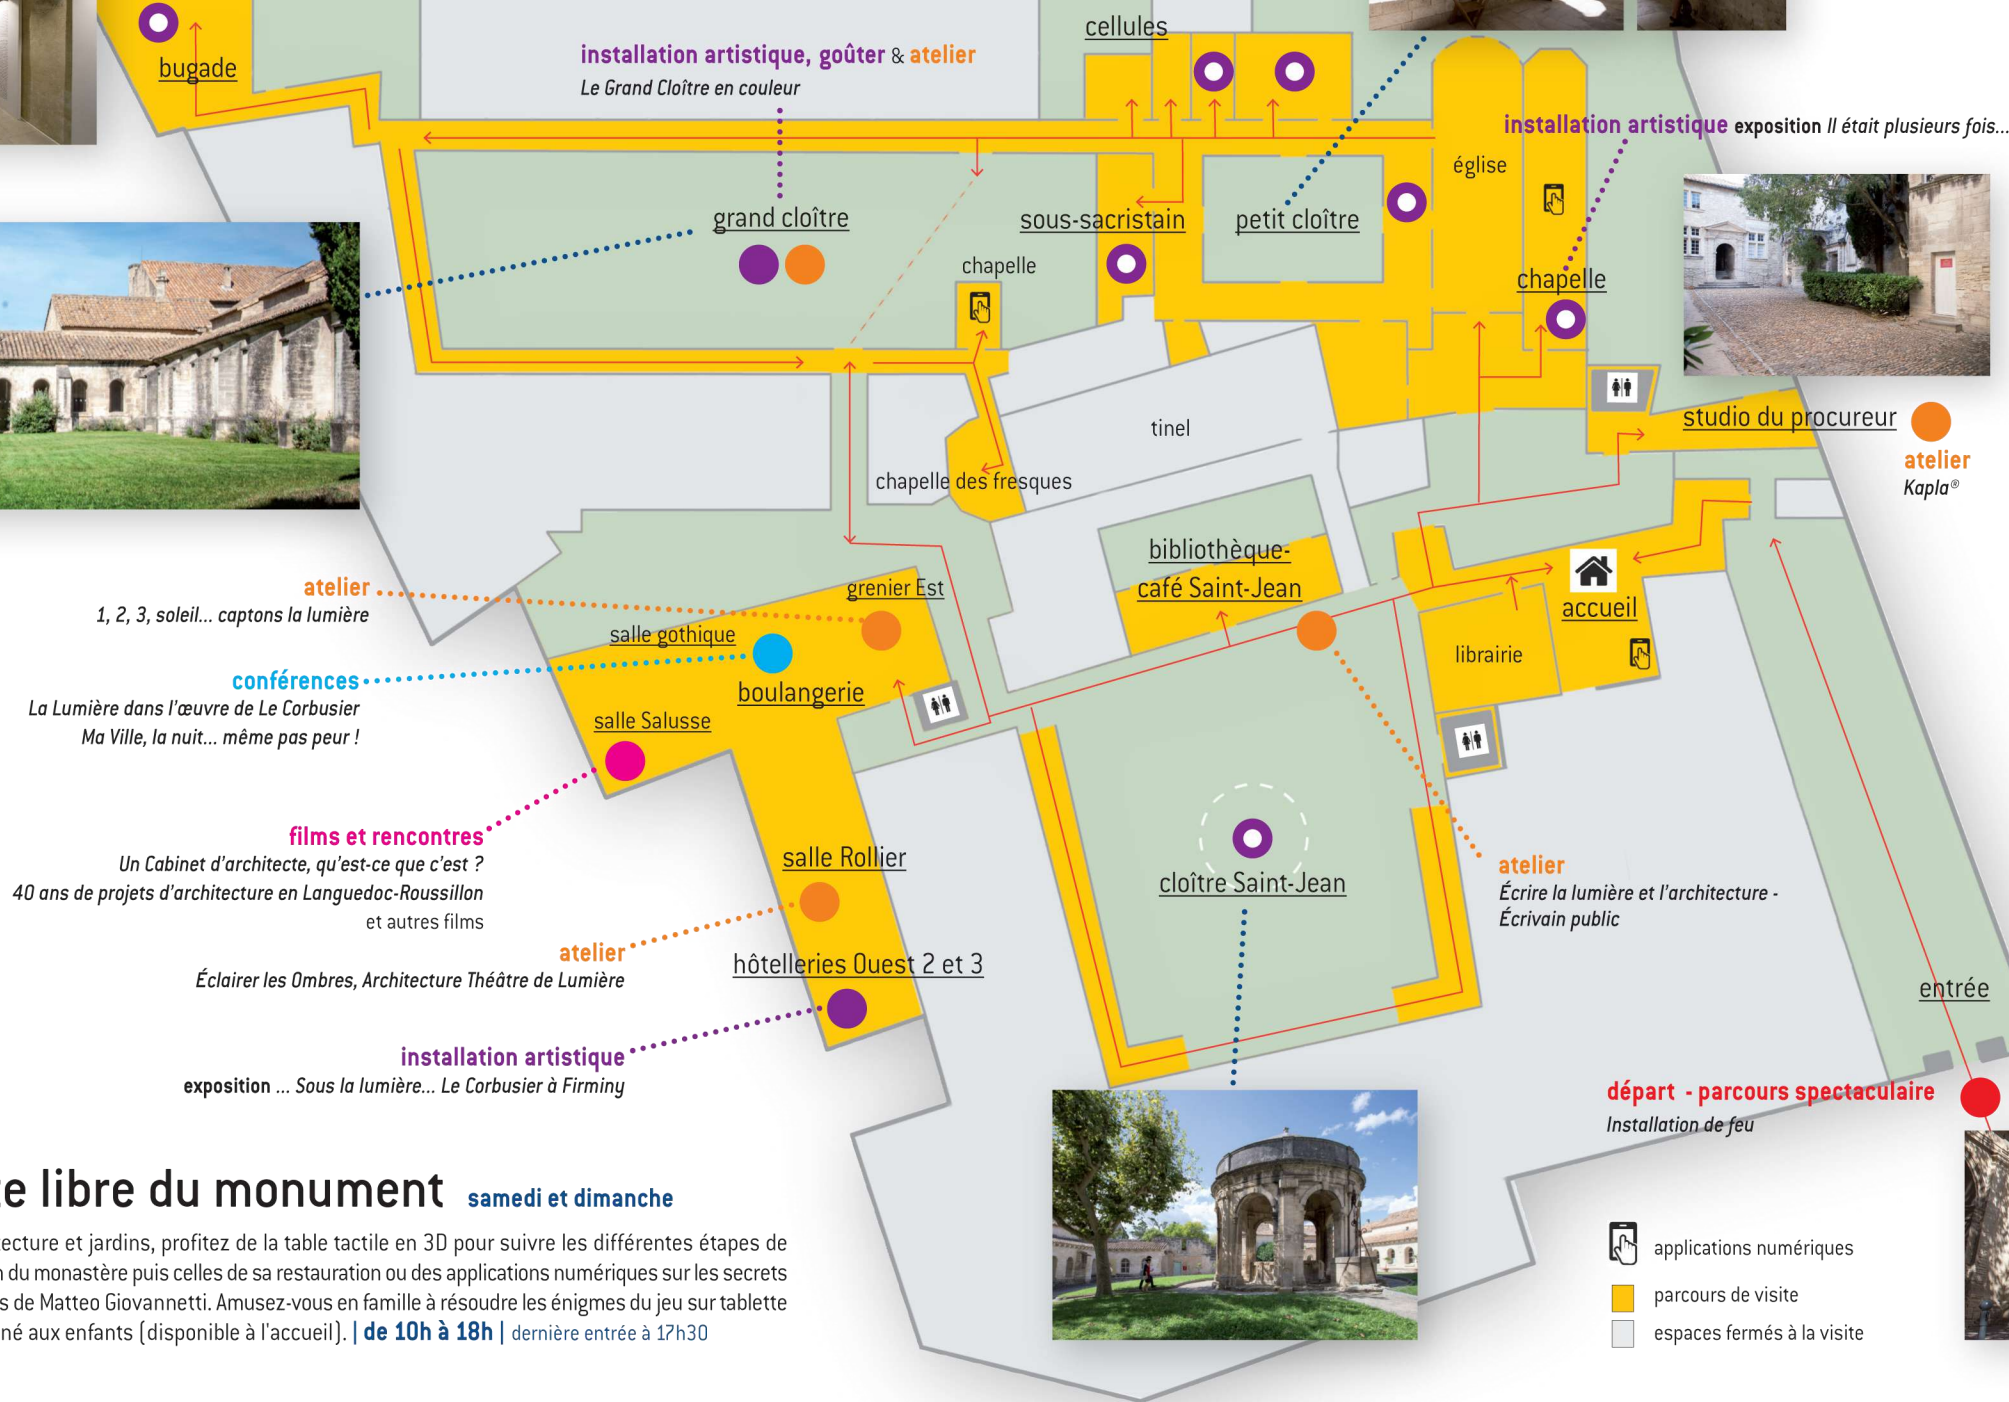 cellules
bugade
installation artistique, goûter & atelier
Le Grand Cloître en couleur
installation artistique exposition Il était plusieurs fois...
église
grand cloître
sous-sacristain
petit cloître
chapelle
chapelle
studio du procureur
atelier
Kapla®
tinel
chapelle des fresques
bibliothèque-
café Saint-Jean
accueil
librairie
atelier
1, 2, 3, soleil... captons la lumière
grenier Est
salle gothique
conférences
La Lumière dans l'œuvre de Le Corbusier
Ma Ville, la nuit... même pas peur !
boulangerie
salle Salusse
films et rencontres
Un Cabinet d'architecte, qu'est-ce que c'est ?
40 ans de projets d'architecture en Languedoc-Roussillon
et autres films
salle Rollier
atelier
Éclairer les Ombres, Architecture Théâtre de Lumière
hôtelleries Ouest 2 et 3
installation artistique
exposition ... Sous la lumière... Le Corbusier à Firminy
cloître Saint-Jean
atelier
Écrire la lumière et l'architecture -
Écrivain public
entrée
départ - parcours spectaculaire
Installation de feu
libre du monument samedi et dimanche
et jardins, profitez de la table tactile en 3D pour suivre les différentes étapes de
du monastère puis celles de sa restauration ou des applications numériques sur les secrets
de Matteo Giovannetti. Amusez-vous en famille à résoudre les énigmes du jeu sur tablette
aux enfants (disponible à l'accueil). | de 10h à 18h | dernière entrée à 17h30
applications numériques
parcours de visite
espaces fermés à la visite